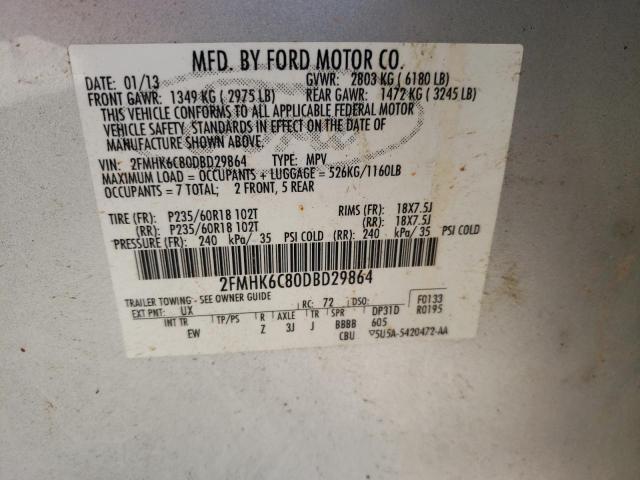 MFD. BY FORD MOTOR CO.
DATE: 01/13 GVWR: 2803 KG ( 6180 LB)
FRONT GAWR: 1349 KG ( 2975 LB) REAR GAWR: 1472 KG ( 3245 LB)
THIS VEHICLE CONFORMS TO ALL APPLICABLE FEDERAL MOTOR
VEHICLE SAFETY, STANDARDS IN EFFECT ON THE DATE OF
MANUFACTURE SHOWN ABOVE.
VIN: 2FMHK6C80DBD29864 TYPE: MPV
MAXIMUM LOAD = OCCUPANTS + LUGGAGE = 526KG/1160LB
OCCUPANTS = 7 TOTAL; 2 FRONT, 5 REAR
TIRE (FR): P235/60R18 102T RIMS (FR): 18X7.5J
(RR): P235/60R18 102T (RR): 18X7.5J
PRESSURE (FR): 240 kPa/ 35 PSI COLD (RR): 240 kPa/ 35 PSI COLD
2FMHK6C80DBD29864
TRAILER TOWING - SEE OWNER GUIDE
EXT PNT: UX RC: 72 DSO: F0133
INT TR TP/PS R AXLE TR SPR DP31D R0195
EW Z 3J J BBBB 605
CBU ▽5U5A-5420472-AA